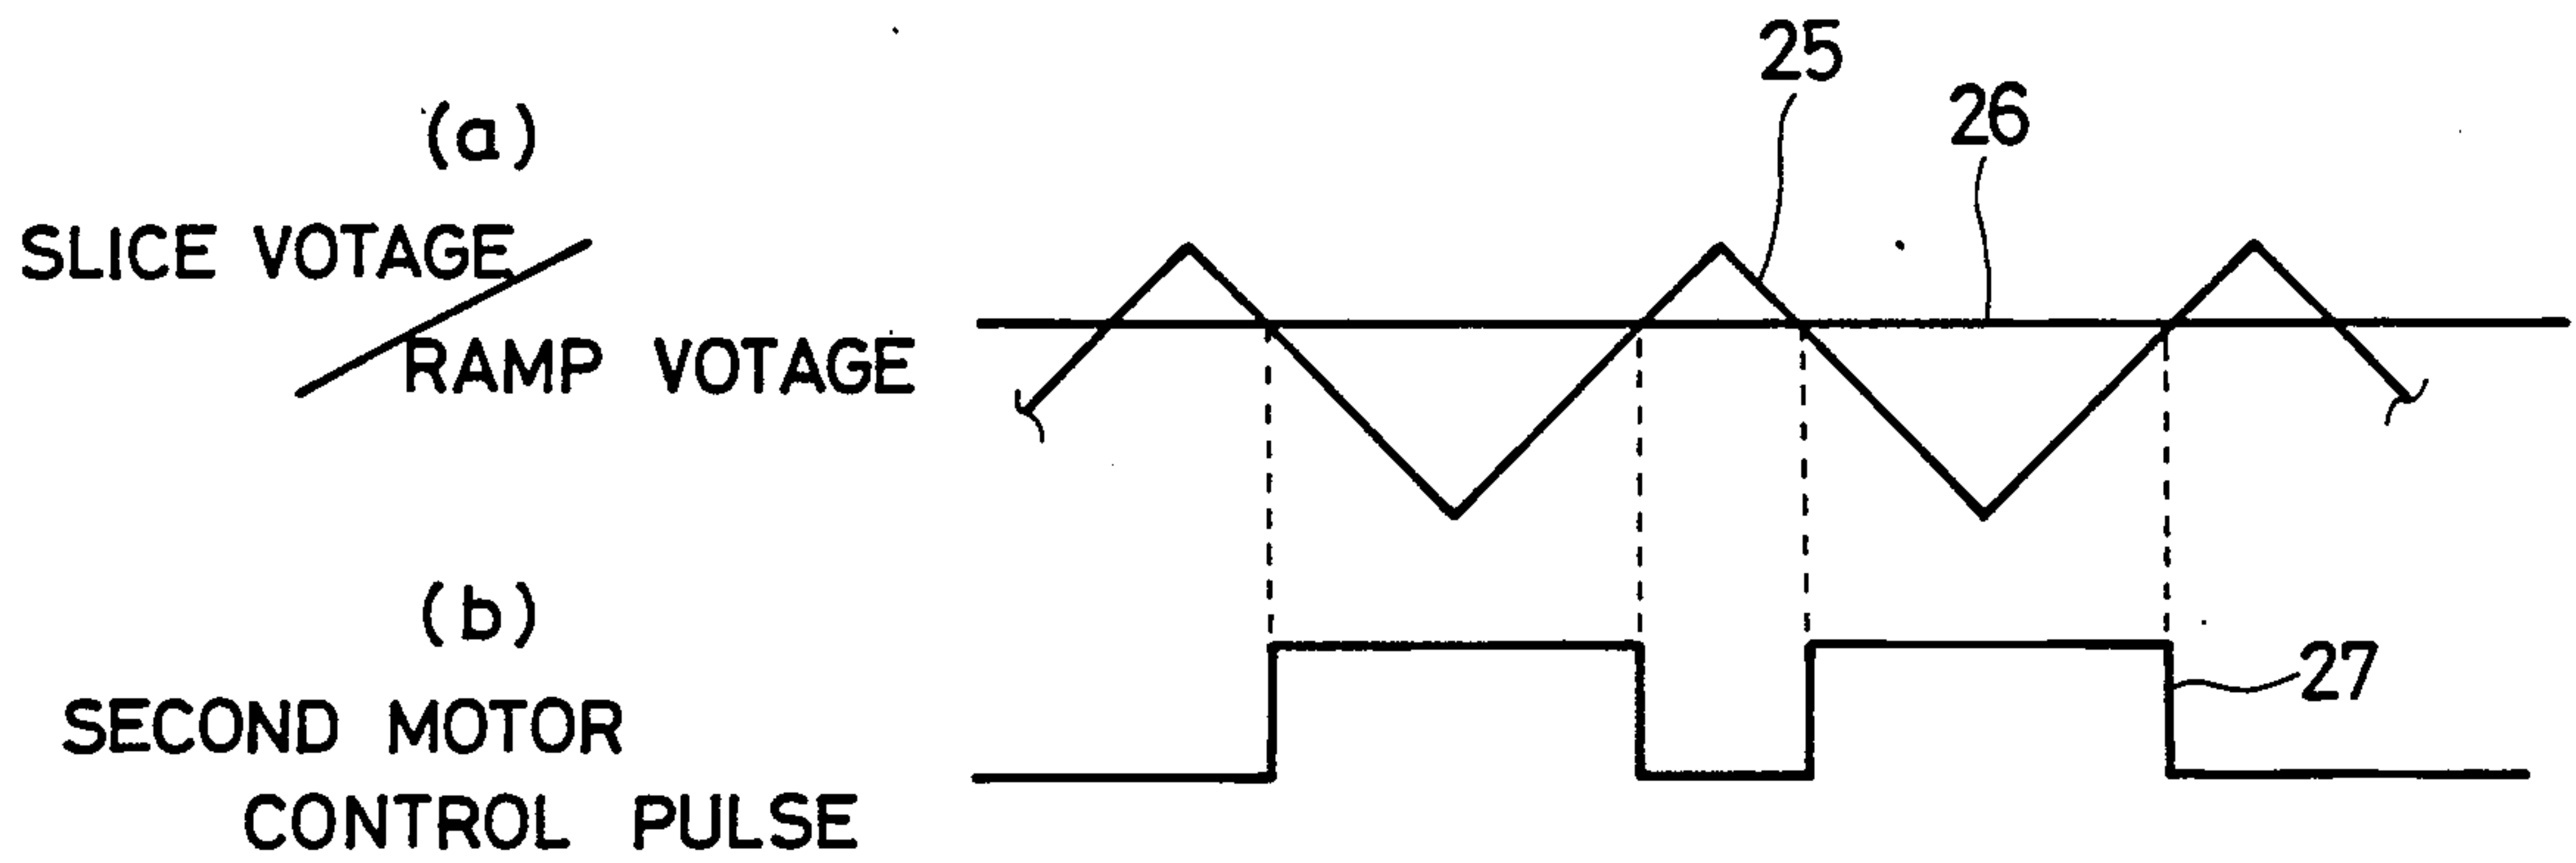 25
26
(a)
SLICE VOTAGE
RAMP VOTAGE
(b)
SECOND MOTOR
CONTROL PULSE
27